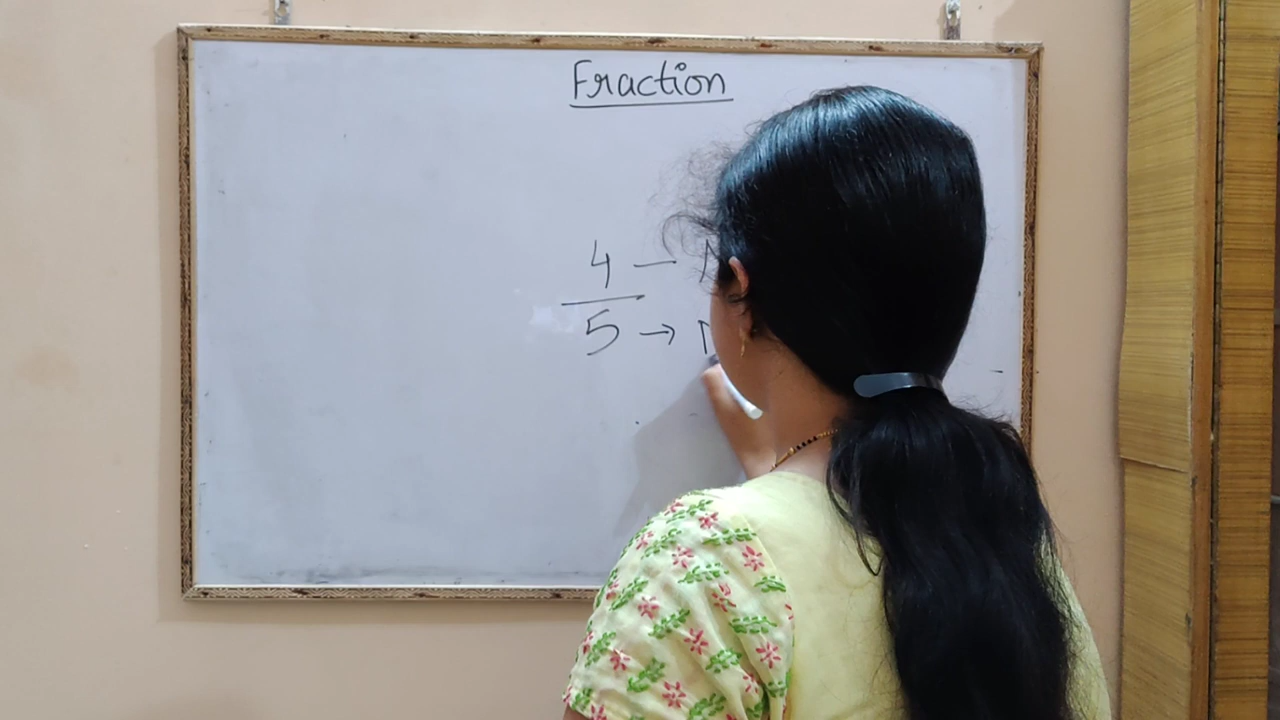 Fraction
4 —
5 →